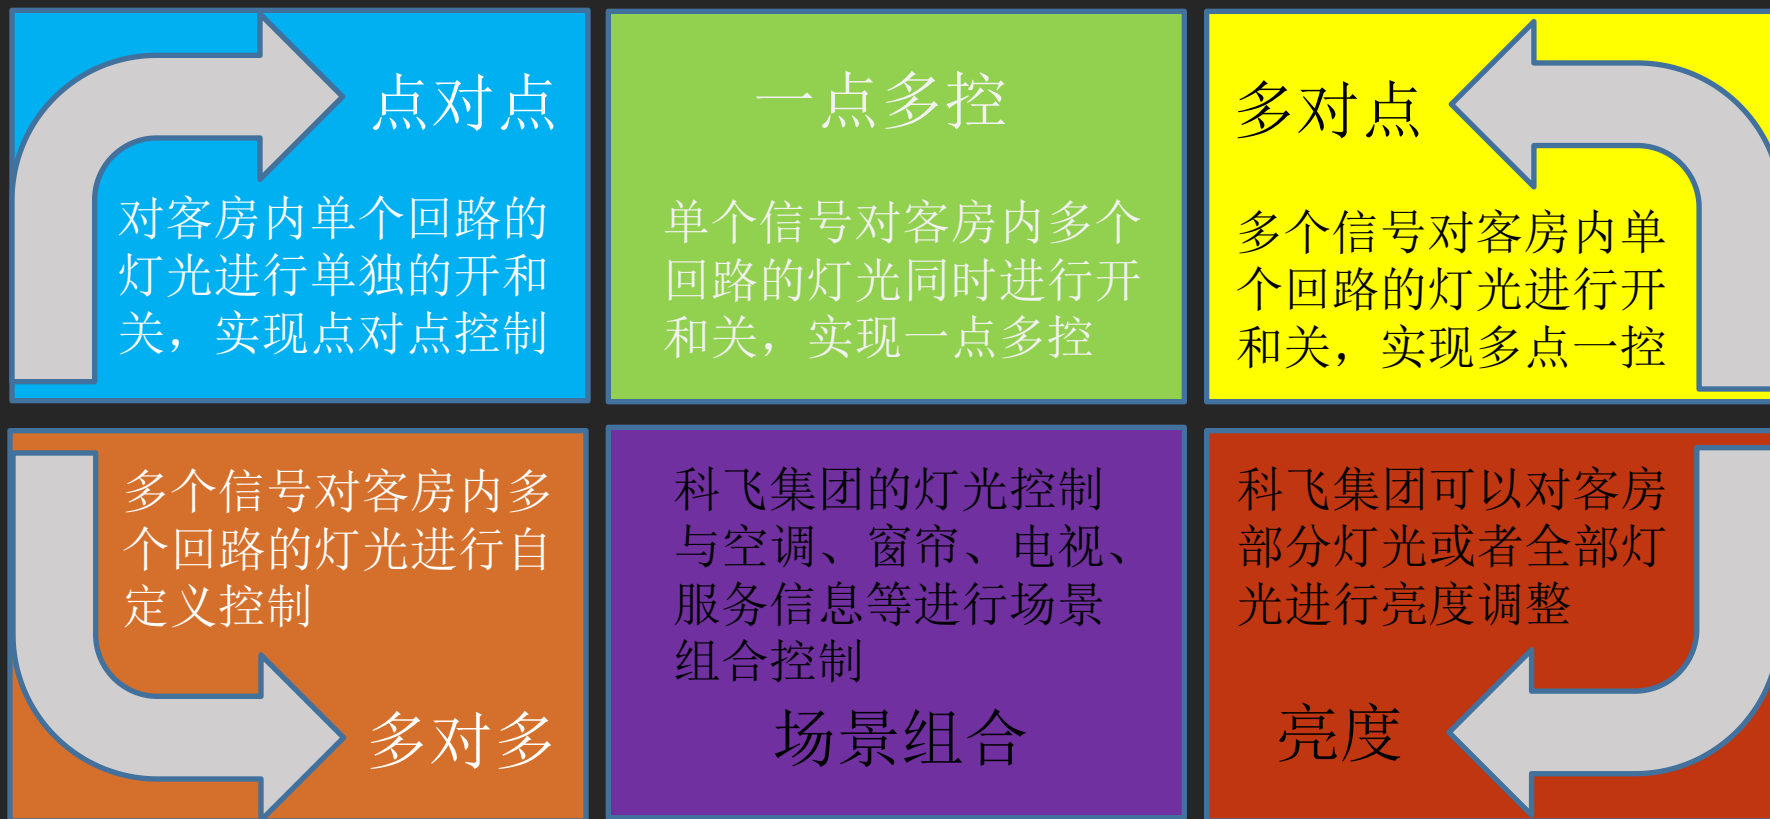 点对点
对客房内单个回路的
灯光进行单独的开和
关，实现点对点控制
一点多控
单个信号对客房内多个
回路的灯光同时进行开
和关，实现一点多控
多对点
多个信号对客房内单
个回路的灯光进行开
和关，实现多点一控
多个信号对客房内多
个回路的灯光进行自
定义控制
多对多
科飞集团的灯光控制
与空调、窗帘、电视、
服务信息等进行场景
组合控制
场景组合
科飞集团可以对客房
部分灯光或者全部灯
光进行亮度调整
亮度